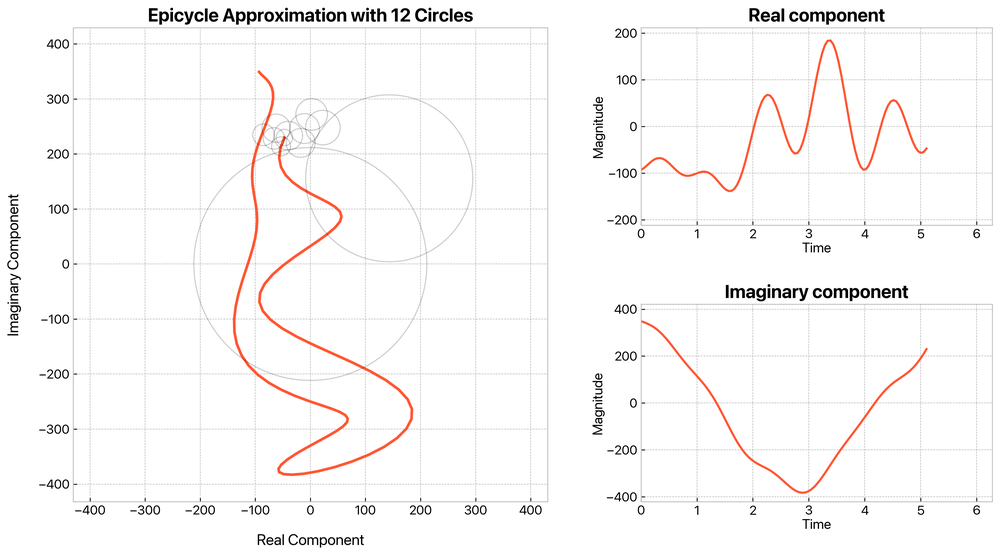 Epicycle Approximation with 12 Circles
400
300
200
100
0
−100
−200
−300
−400
−400 −300 −200 −100 0 100 200 300 400
Imaginary Component
Real Component
Real component
200
100
0
−100
−200
0 1 2 3 4 5 6
Magnitude
Time
Imaginary component
400
200
0
−200
−400
0 1 2 3 4 5 6
Magnitude
Time